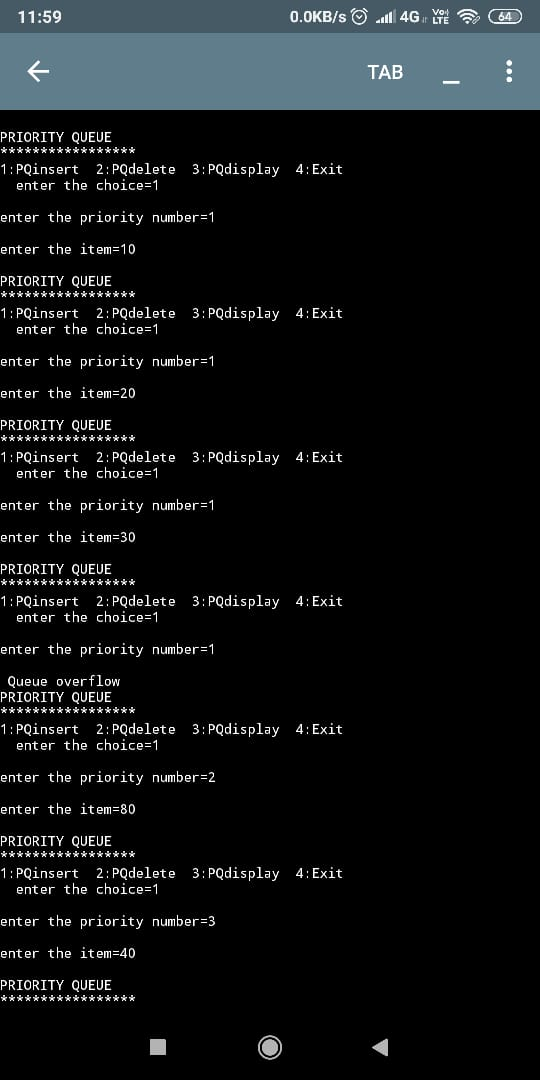 11:59 0.0KB/s 4G Vo LTE 64
TAB
PRIORITY QUEUE
*****************
1:PQinsert  2:PQdelete  3:PQdisplay  4:Exit
  enter the choice=1
enter the priority number=1
enter the item=10
PRIORITY QUEUE
*****************
1:PQinsert  2:PQdelete  3:PQdisplay  4:Exit
  enter the choice=1
enter the priority number=1
enter the item=20
PRIORITY QUEUE
*****************
1:PQinsert  2:PQdelete  3:PQdisplay  4:Exit
  enter the choice=1
enter the priority number=1
enter the item=30
PRIORITY QUEUE
*****************
1:PQinsert  2:PQdelete  3:PQdisplay  4:Exit
  enter the choice=1
enter the priority number=1
 Queue overflow
PRIORITY QUEUE
*****************
1:PQinsert  2:PQdelete  3:PQdisplay  4:Exit
  enter the choice=1
enter the priority number=2
enter the item=80
PRIORITY QUEUE
*****************
1:PQinsert  2:PQdelete  3:PQdisplay  4:Exit
  enter the choice=1
enter the priority number=3
enter the item=40
PRIORITY QUEUE
*****************